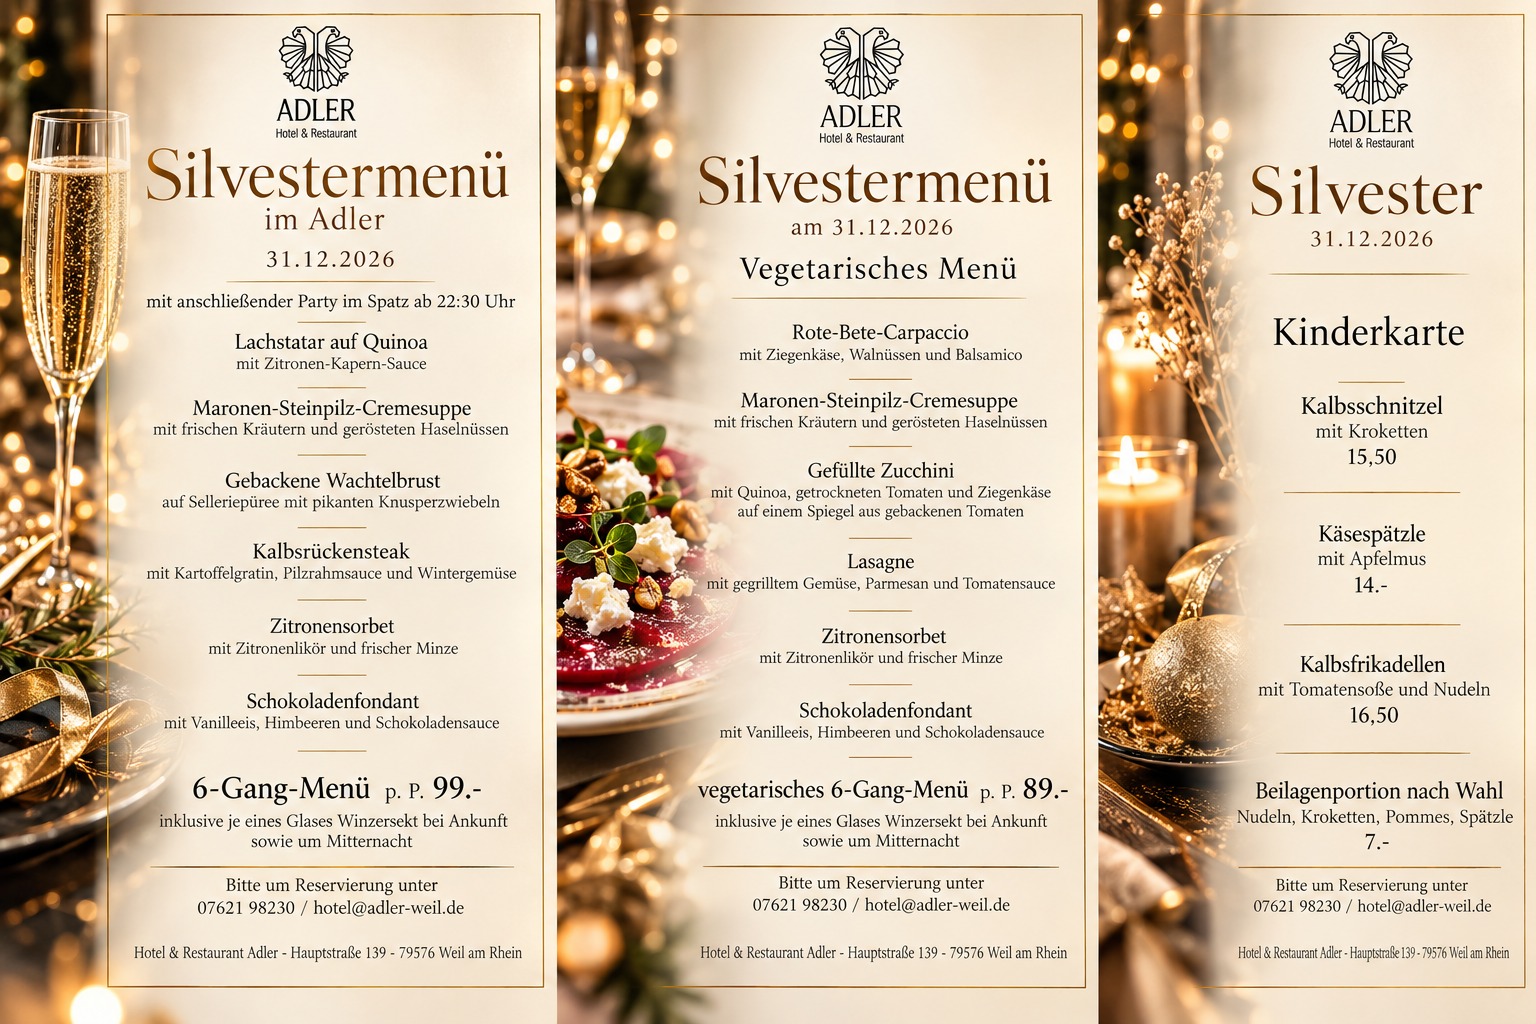 ADLER
Hotel & Restaurant
Silvestermenü
im Adler
31.12.2026
mit anschließender Party im Spatz ab 22:30 Uhr
Lachstatar auf Quinoa
mit Zitronen-Kapern-Sauce
Maronen-Steinpilz-Cremesuppe
mit frischen Kräutern und gerösteten Haselnüssen
Gebackene Wachtelbrust
auf Selleriepüree mit pikanten Knusperzwiebeln
Kalbsrückensteak
mit Kartoffelgratin, Pilzrahmsauce und Wintergemüse
Zitronensorbet
mit Zitronenlikör und frischer Minze
Schokoladenfondant
mit Vanilleeis, Himbeeren und Schokoladensauce
6-Gang-Menü p. P. 99.-
inklusive je eines Glases Winzersekt bei Ankunft
sowie um Mitternacht
Bitte um Reservierung unter
07621 98230 / hotel@adler-weil.de
Hotel & Restaurant Adler - Hauptstraße 139 - 79576 Weil am Rhein
ADLER
Hotel & Restaurant
Silvestermenü
am 31.12.2026
Vegetarisches Menü
Rote-Bete-Carpaccio
mit Ziegenkäse, Walnüssen und Balsamico
Maronen-Steinpilz-Cremesuppe
mit frischen Kräutern und gerösteten Haselnüssen
Gefüllte Zucchini
mit Quinoa, getrockneten Tomaten und Ziegenkäse
auf einem Spiegel aus gebackenen Tomaten
Lasagne
mit gegrilltem Gemüse, Parmesan und Tomatensauce
Zitronensorbet
mit Zitronenlikör und frischer Minze
Schokoladenfondant
mit Vanilleeis, Himbeeren und Schokoladensauce
vegetarisches 6-Gang-Menü p. P. 89.-
inklusive je eines Glases Winzersekt bei Ankunft
sowie um Mitternacht
Bitte um Reservierung unter
07621 98230 / hotel@adler-weil.de
Hotel & Restaurant Adler - Hauptstraße 139 - 79576 Weil am Rhein
ADLER
Hotel & Restaurant
Silvester
31.12.2026
Kinderkarte
Kalbsschnitzel
mit Kroketten
15,50
Käsespätzle
mit Apfelmus
14.-
Kalbsfrikadellen
mit Tomatensoße und Nudeln
16,50
Beilagenportion nach Wahl
Nudeln, Kroketten, Pommes, Spätzle
7.-
Bitte um Reservierung unter
07621 98230 / hotel@adler-weil.de
Hotel & Restaurant Adler - Hauptstraße 139 - 79576 Weil am Rhein